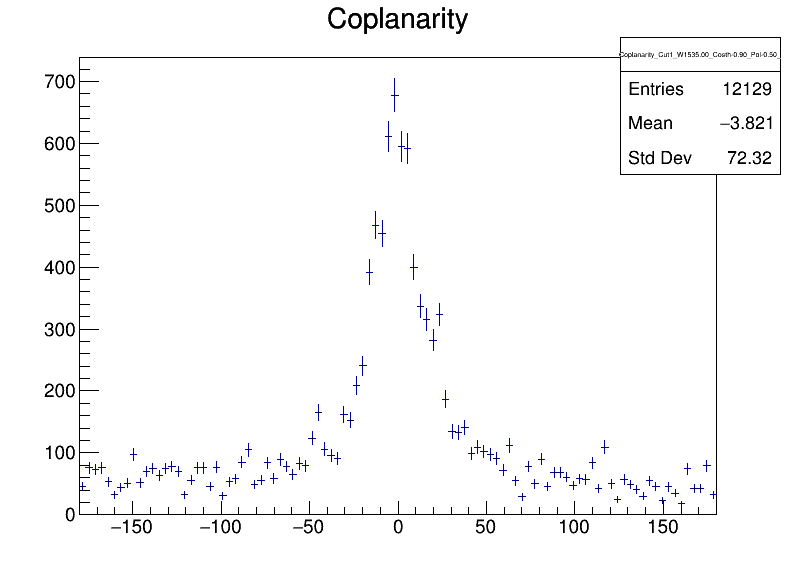 Coplanarity
Coplanarity_Cut1_W1535.00_Costh-0.90_Pol-0.50_
Entries 12129
Mean −3.821
Std Dev 72.32
700
600
500
400
300
200
100
0
−150 −100 −50 0 50 100 150